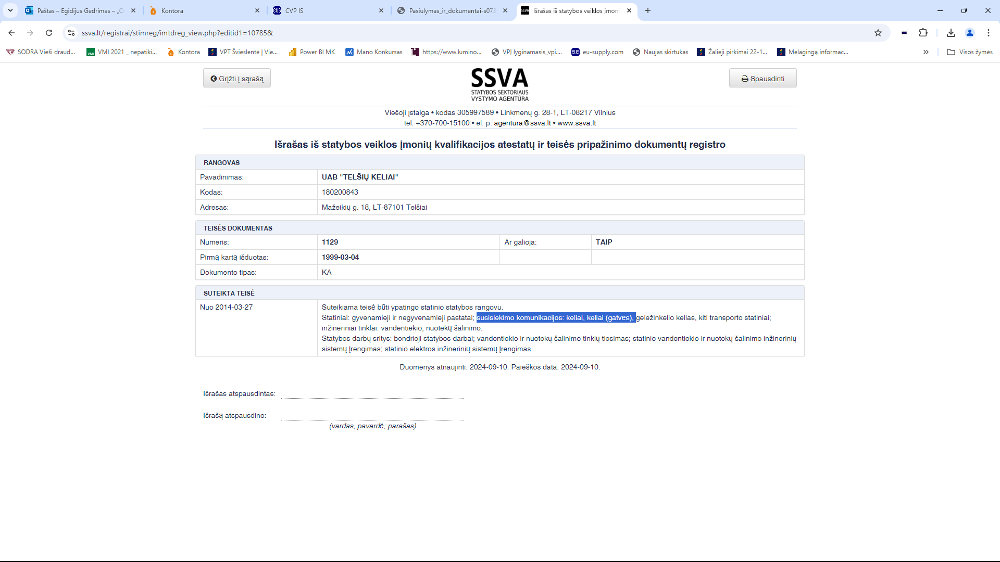 Paštas – Egidijus Gedrimas – „O
Kontora
CVP IS
Pasiulymas_ir_dokumentai-s073
Išrašas iš statybos veiklos įmoni
ssva.lt/registrai/stimreg/imtdreg_view.php?editid1=10785&
SODRA Vieši draud...
VMI 2021 _ nepatiki...
Kontora
VPT Švieslentė | Vie...
Power BI MK
Mano Konkursas
https://www.lumino...
VPĮ lyginamasis_vpi....
eu-supply.com
Naujas skirtukas
Žalieji pirkimai 22-1...
Melagingą informac...
Visos žymės
Grįžti į sąrašą
SSVA
STATYBOS SEKTORIAUS
VYSTYMO AGENTŪRA
Spausdinti
Viešoji įstaiga • kodas 305997589 • Linkmenų g. 28-1, LT-08217 Vilnius
tel. +370-700-15100 • el. p. agentura@ssva.lt • www.ssva.lt
Išrašas iš statybos veiklos įmonių kvalifikacijos atestatų ir teisės pripažinimo dokumentų registro
RANGOVAS
Pavadinimas: UAB "TELŠIŲ KELIAI"
Kodas: 180200843
Adresas: Mažeikių g. 18, LT-87101 Telšiai
TEISĖS DOKUMENTAS
Numeris: 1129 Ar galioja: TAIP
Pirmą kartą išduotas: 1999-03-04
Dokumento tipas: KA
SUTEIKTA TEISĖ
Nuo 2014-03-27 Suteikiama teisė būti ypatingo statinio statybos rangovu.
Statiniai: gyvenamieji ir negyvenamieji pastatai; susisiekimo komunikacijos: keliai, keliai (gatvės), geležinkelio kelias, kiti transporto statiniai;
inžineriniai tinklai: vandentiekio, nuotekų šalinimo.
Statybos darbų sritys: bendrieji statybos darbai; vandentiekio ir nuotekų šalinimo tinklų tiesimas; statinio vandentiekio ir nuotekų šalinimo inžinerinių
sistemų įrengimas; statinio elektros inžinerinių sistemų įrengimas.
Duomenys atnaujinti: 2024-09-10. Paieškos data: 2024-09-10.
Išrašas atspausdintas:
Išrašą atspausdino:
(vardas, pavardė, parašas)